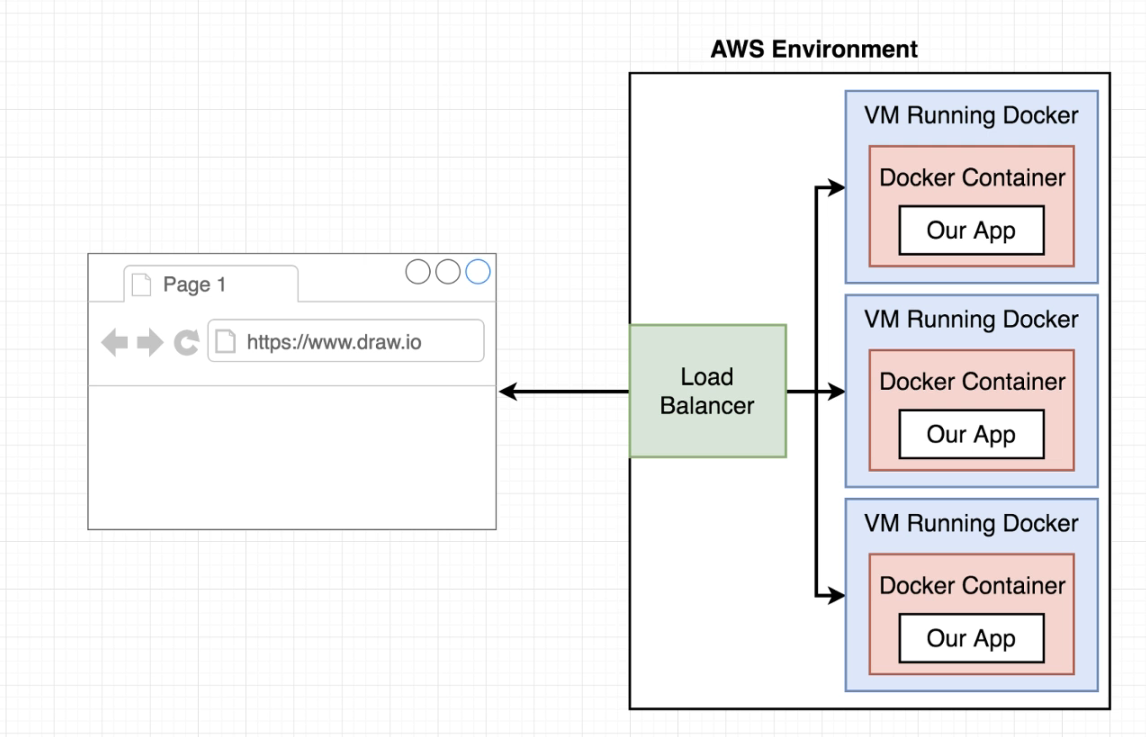 AWS Environment
VM Running Docker
Docker Container
Our App
Page 1
https://www.draw.io
Load
Balancer
VM Running Docker
Docker Container
Our App
VM Running Docker
Docker Container
Our App